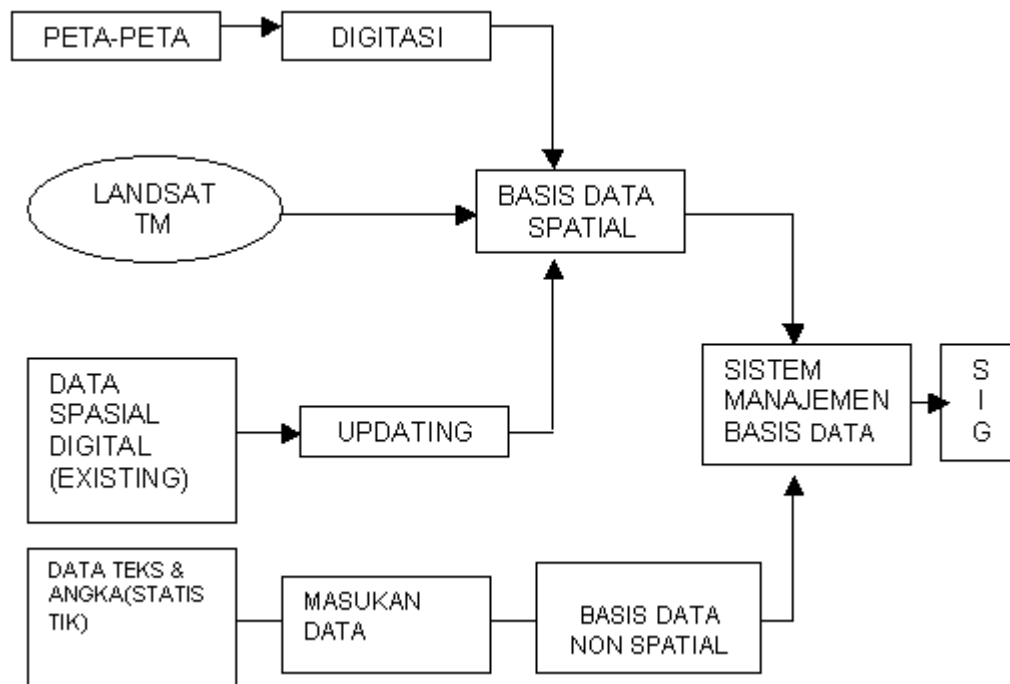 PETA-PETA
DIGITASI
LANDSAT
TM
BASIS DATA
SPATIAL
DATA
SPASIAL
DIGITAL
(EXISTING)
UPDATING
SISTEM
MANAJEMEN
BASIS DATA
S
I
G
DATA TEKS &
ANGKA(STATIS
TIK)
MASUKAN
DATA
BASIS DATA
NON SPATIAL